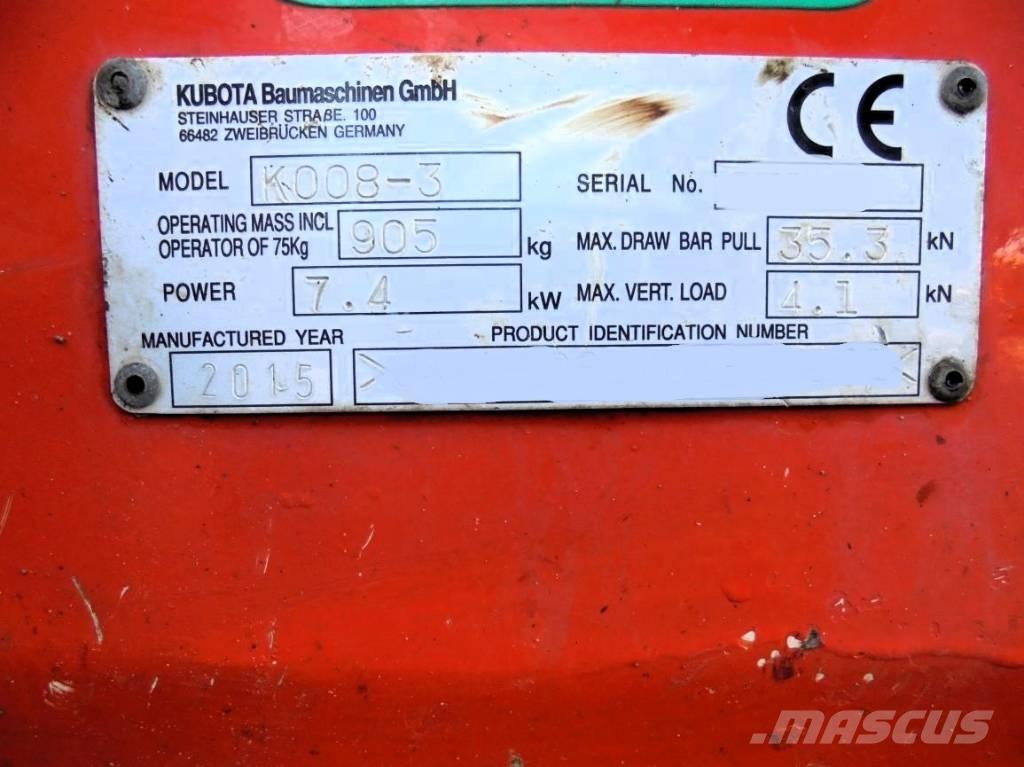 KUBOTA Baumaschinen GmbH
STEINHAUSER STRAßE. 100
66482 ZWEIBRÜCKEN GERMANY
CE
MODEL K008-3
SERIAL No.
OPERATING MASS INCL
OPERATOR OF 75Kg 905 kg
MAX. DRAW BAR PULL 35.3 kN
POWER 7.4 kW
MAX. VERT. LOAD 4.1 kN
MANUFACTURED YEAR
2015
PRODUCT IDENTIFICATION NUMBER
MASCUS